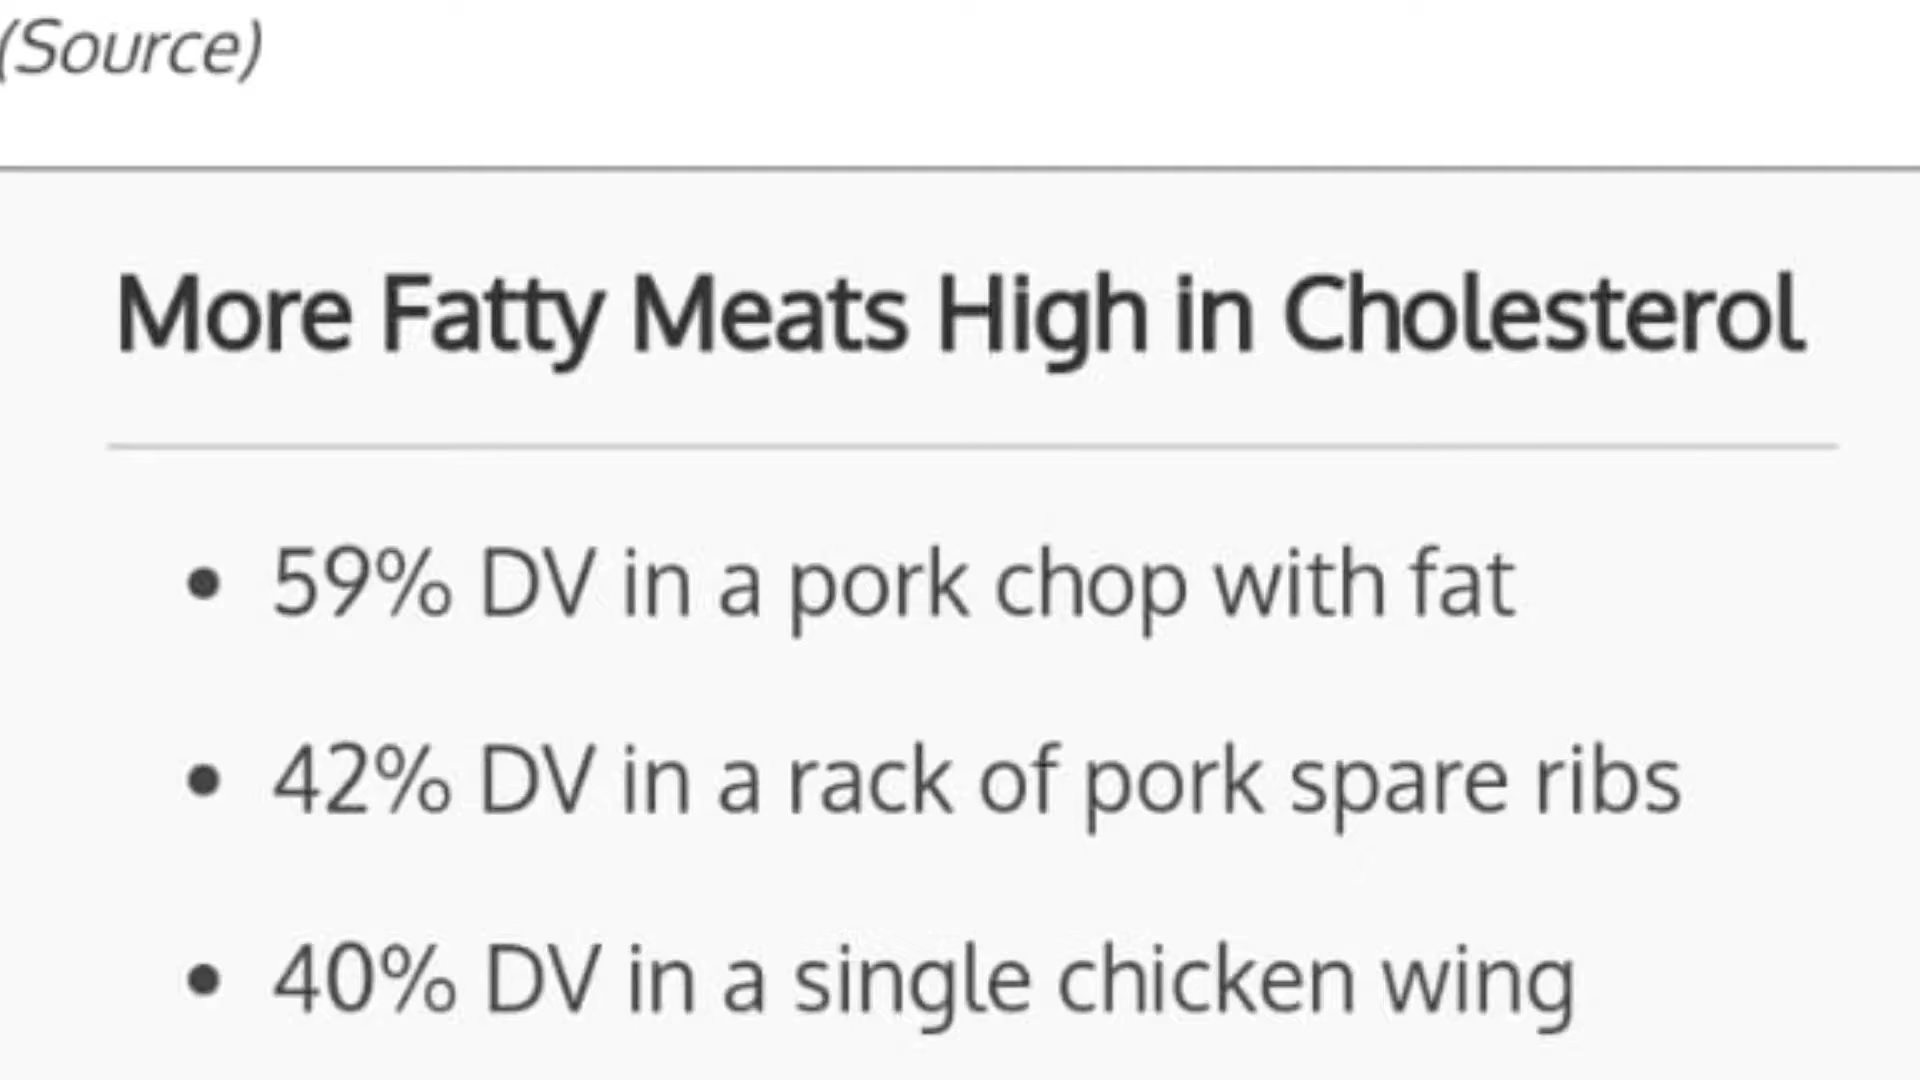 (Source)
More Fatty Meats High in Cholesterol
• 59% DV in a pork chop with fat
• 42% DV in a rack of pork spare ribs
• 40% DV in a single chicken wing